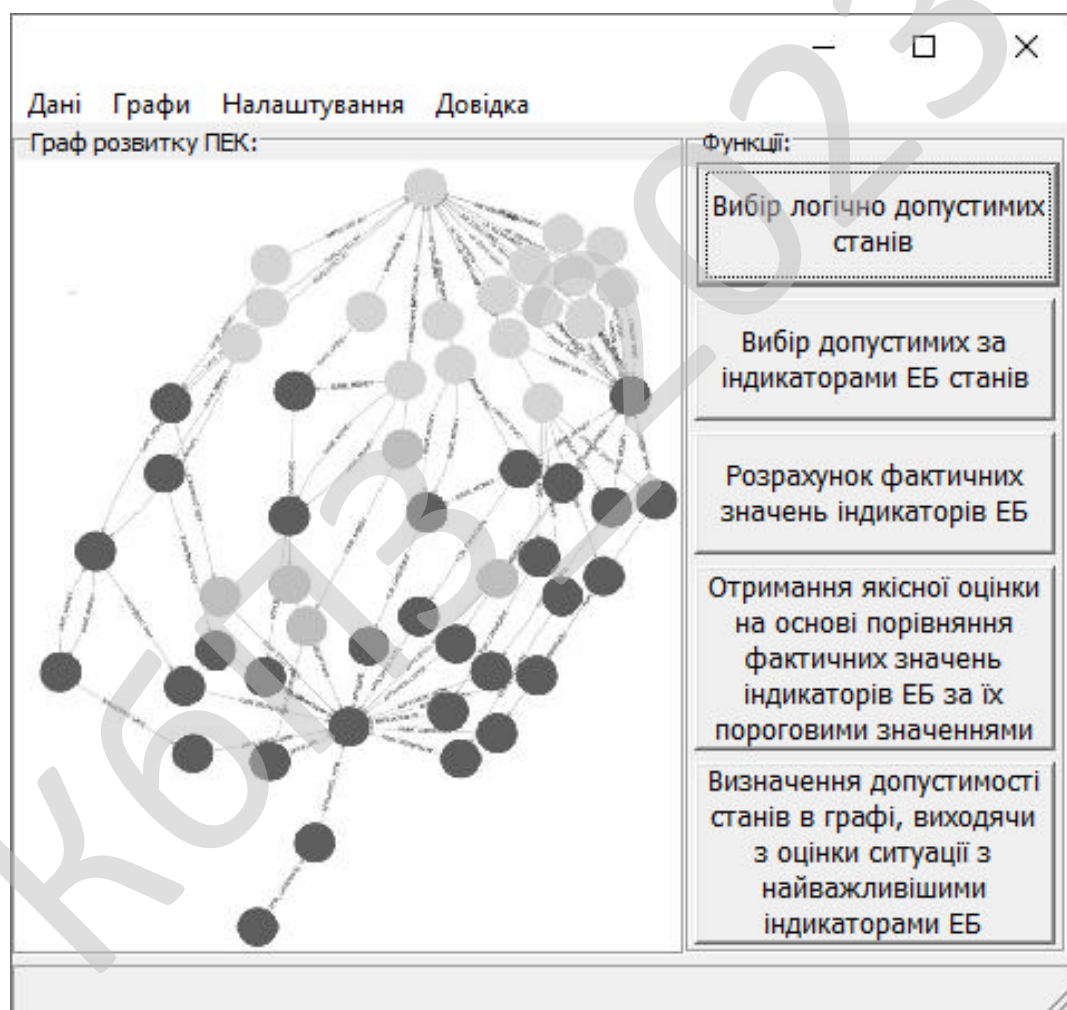 Дані Графи Налаштування Довідка
Граф розвитку ПЕК:
Функції:
Вибір логічно допустимих
станів
Вибір допустимих за
індикаторами ЕБ станів
Розрахунок фактичних
значень індикаторів ЕБ
Отримання якісної оцінки
на основі порівняння
фактичних значень
індикаторів ЕБ за їх
пороговими значеннями
Визначення допустимості
станів в графі, виходячи
з оцінки ситуації з
найважливішими
індикаторами ЕБ
КбПЗ_2023